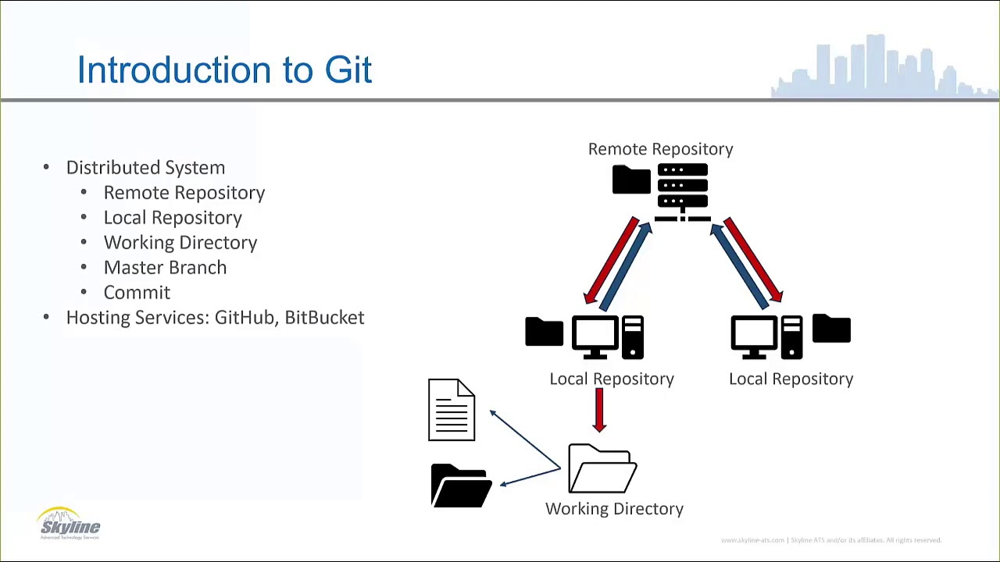 Introduction to Git
• Distributed System
• Remote Repository
• Local Repository
• Working Directory
• Master Branch
• Commit
• Hosting Services: GitHub, BitBucket
Remote Repository
Local Repository
Local Repository
Working Directory
Skyline
Advanced Technology Services
www.skyline-ats.com | Skyline ATS and/or its affiliates. All rights reserved.